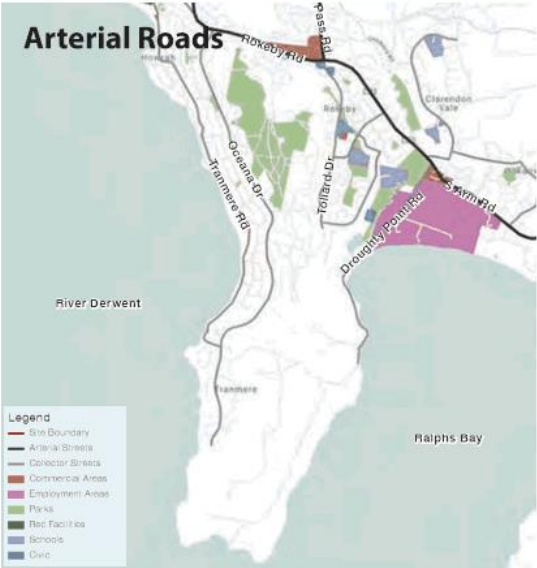 Arterial Roads
Pass Rd
Rokeby Rd
Howrah
Clarendon
Vale
Rokeby
Oceana Dr
Tranmere Rd
Tollard Dr
S Arm Rd
Droughty Point Rd
River Derwent
Tranmere
Ralphs Bay
Legend
Site Boundary
Arterial Streets
Collector Streets
Commercial Areas
Employment Areas
Parks
Rec Facilities
Schools
Civic